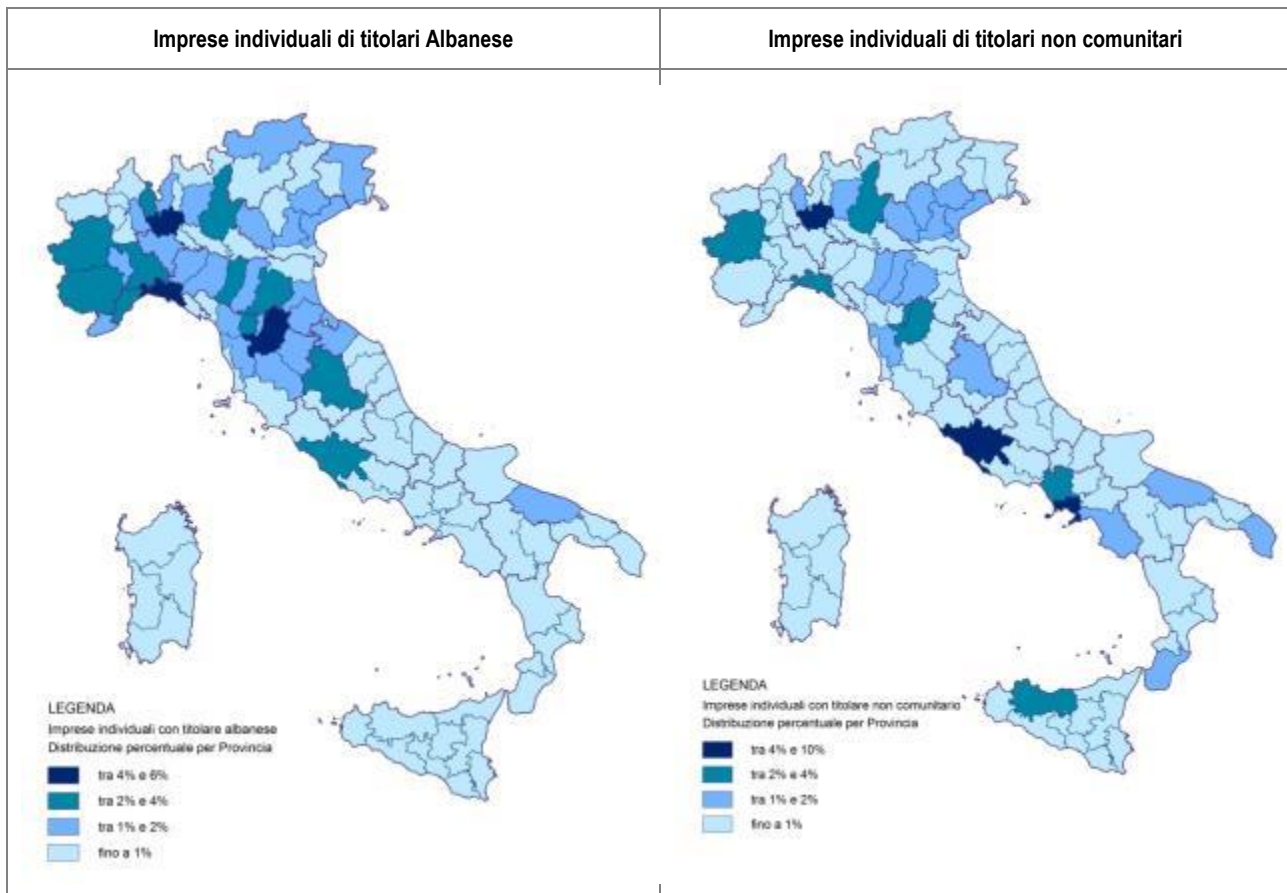 Imprese individuali di titolari Albanese
Imprese individuali di titolari non comunitari
LEGENDA
Imprese individuali con titolare albanese
Distribuzione percentuale per Provincia
tra 4% e 6%
tra 2% e 4%
tra 1% e 2%
fino a 1%
LEGENDA
Imprese individuali con titolare non comunitario
Distribuzione percentuale per Provincia
tra 4% e 10%
tra 2% e 4%
tra 1% e 2%
fino a 1%